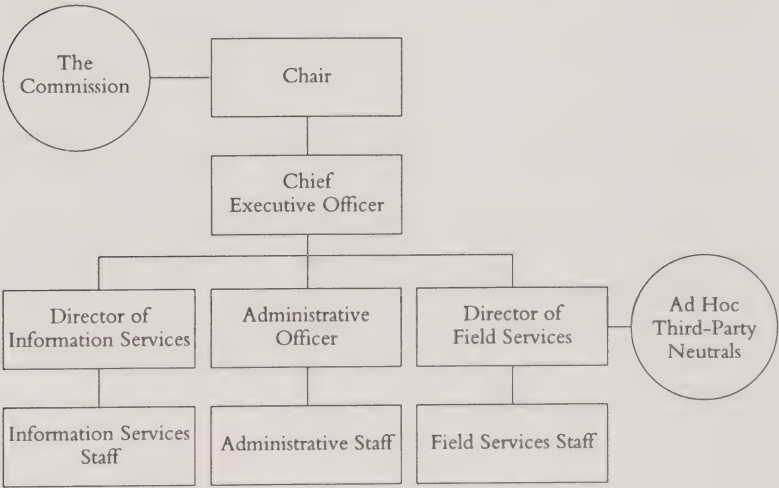 The
Commission
Chair
Chief
Executive Officer
Director of
Information Services
Administrative
Officer
Director of
Field Services
Ad Hoc
Third-Party
Neutrals
Information Services
Staff
Administrative Staff
Field Services Staff